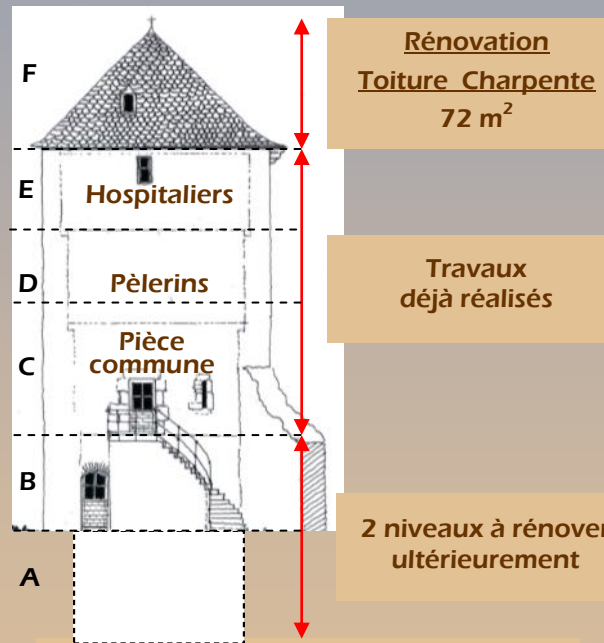 F
Rénovation
Toiture Charpente
72 m²
E
Hospitaliers
D
Pèlerins
Travaux
déjà réalisés
C
Pièce
commune
B
2 niveaux à rénover
ultérieurement
A